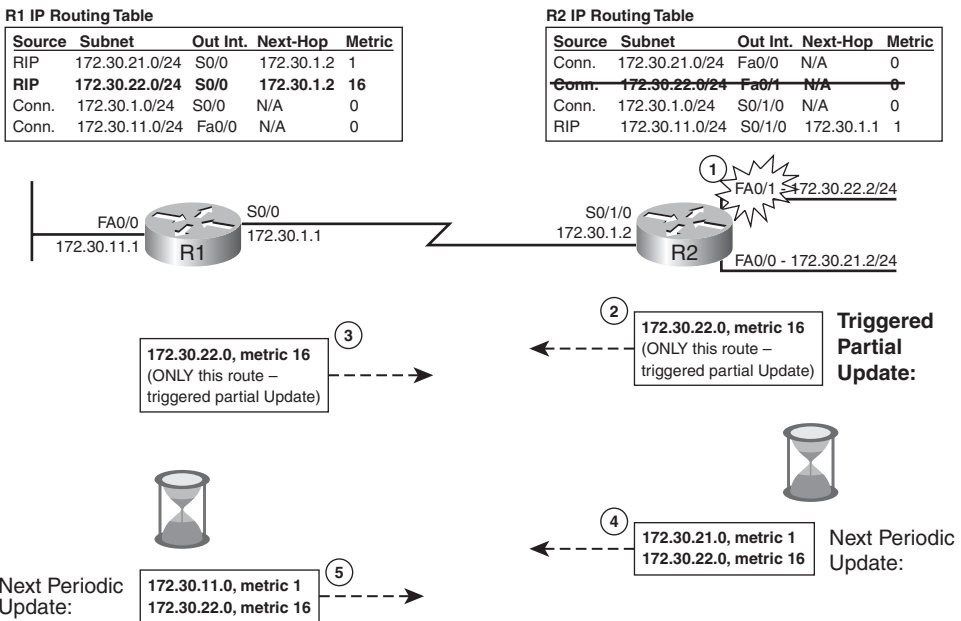 R1 IP Routing Table
Source Subnet Out Int. Next-Hop Metric
RIP 172.30.21.0/24 S0/0 172.30.1.2 1
RIP 172.30.22.0/24 S0/0 172.30.1.2 16
Conn. 172.30.1.0/24 S0/0 N/A 0
Conn. 172.30.11.0/24 Fa0/0 N/A 0
R2 IP Routing Table
Source Subnet Out Int. Next-Hop Metric
Conn. 172.30.21.0/24 Fa0/0 N/A 0
Conn. 172.30.22.0/24 Fa0/1 N/A 0
Conn. 172.30.1.0/24 S0/1/0 N/A 0
RIP 172.30.11.0/24 S0/1/0 172.30.1.1 1
1
FA0/1 - 172.30.22.2/24
FA0/0
172.30.11.1
R1
S0/0
172.30.1.1
S0/1/0
172.30.1.2
R2
FA0/0 - 172.30.21.2/24
2
172.30.22.0, metric 16
(ONLY this route –
triggered partial Update)
Triggered
Partial
Update:
3
172.30.22.0, metric 16
(ONLY this route –
triggered partial Update)
4
172.30.21.0, metric 1
172.30.22.0, metric 16
Next Periodic
Update:
Next Periodic
Update:
5
172.30.11.0, metric 1
172.30.22.0, metric 16